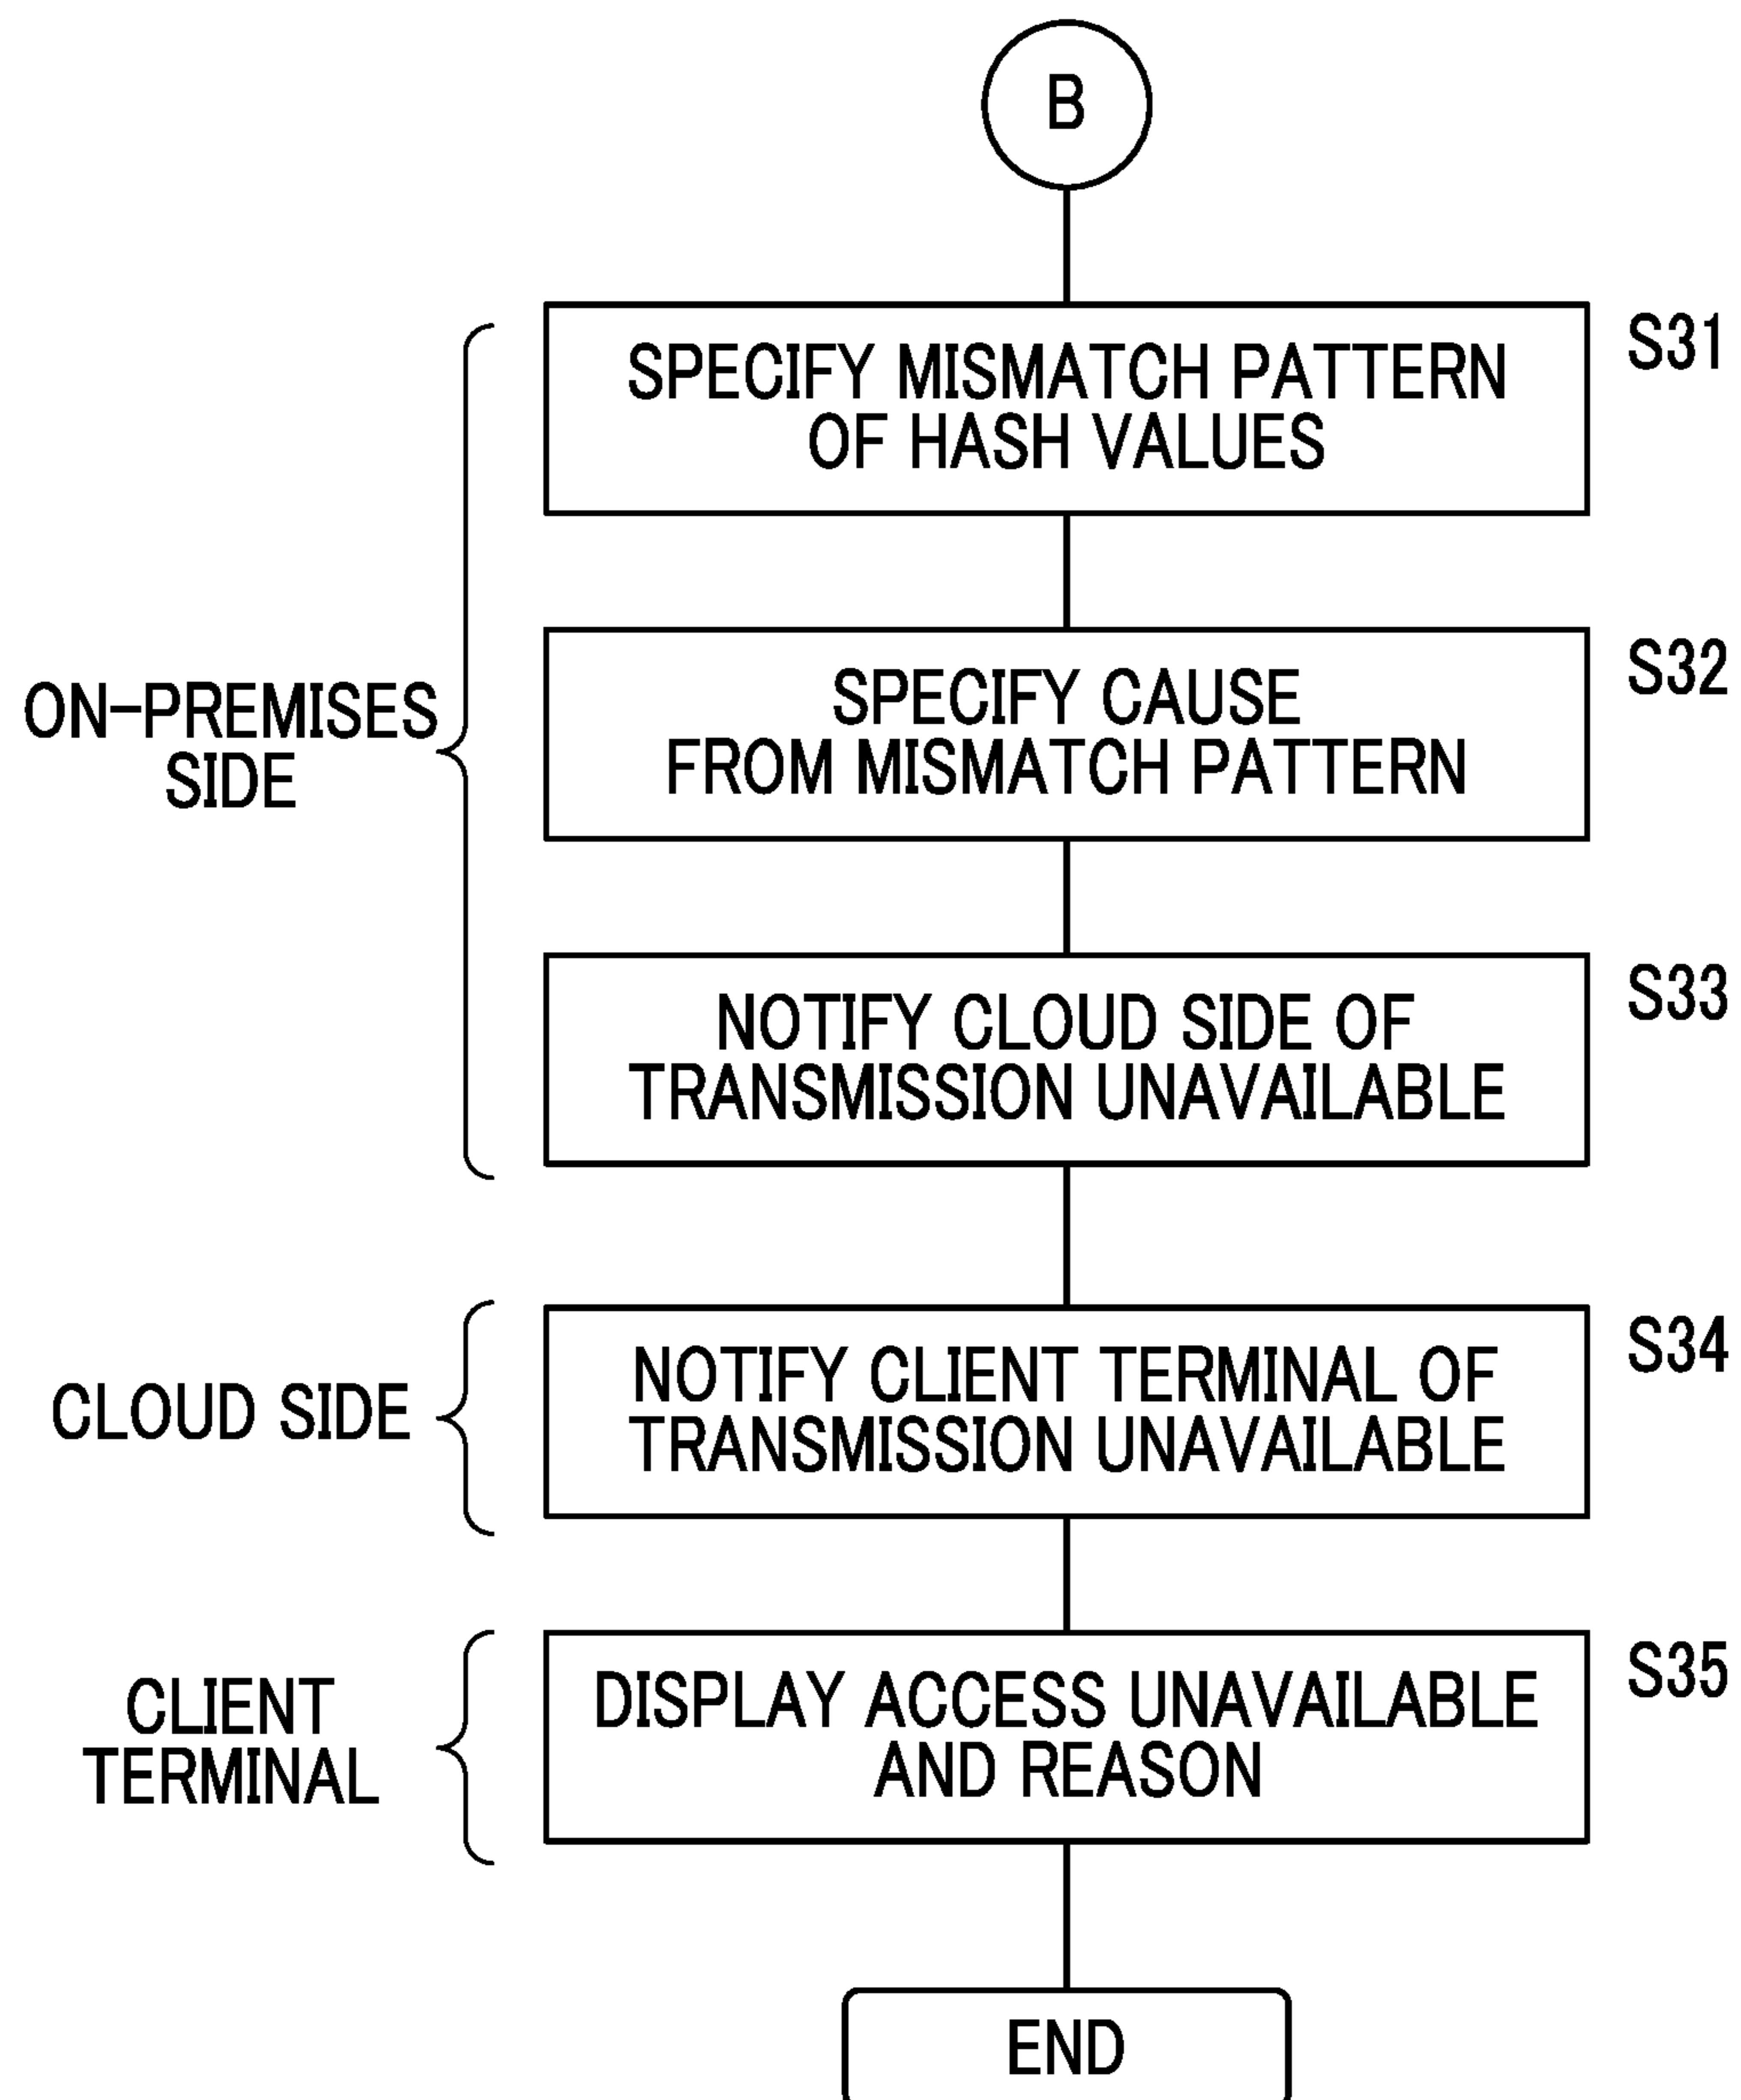 B
S31
SPECIFY MISMATCH PATTERN
OF HASH VALUES
ON-PREMISES
SIDE
S32
SPECIFY CAUSE
FROM MISMATCH PATTERN
S33
NOTIFY CLOUD SIDE OF
TRANSMISSION UNAVAILABLE
CLOUD SIDE
S34
NOTIFY CLIENT TERMINAL OF
TRANSMISSION UNAVAILABLE
CLIENT
TERMINAL
S35
DISPLAY ACCESS UNAVAILABLE
AND REASON
END